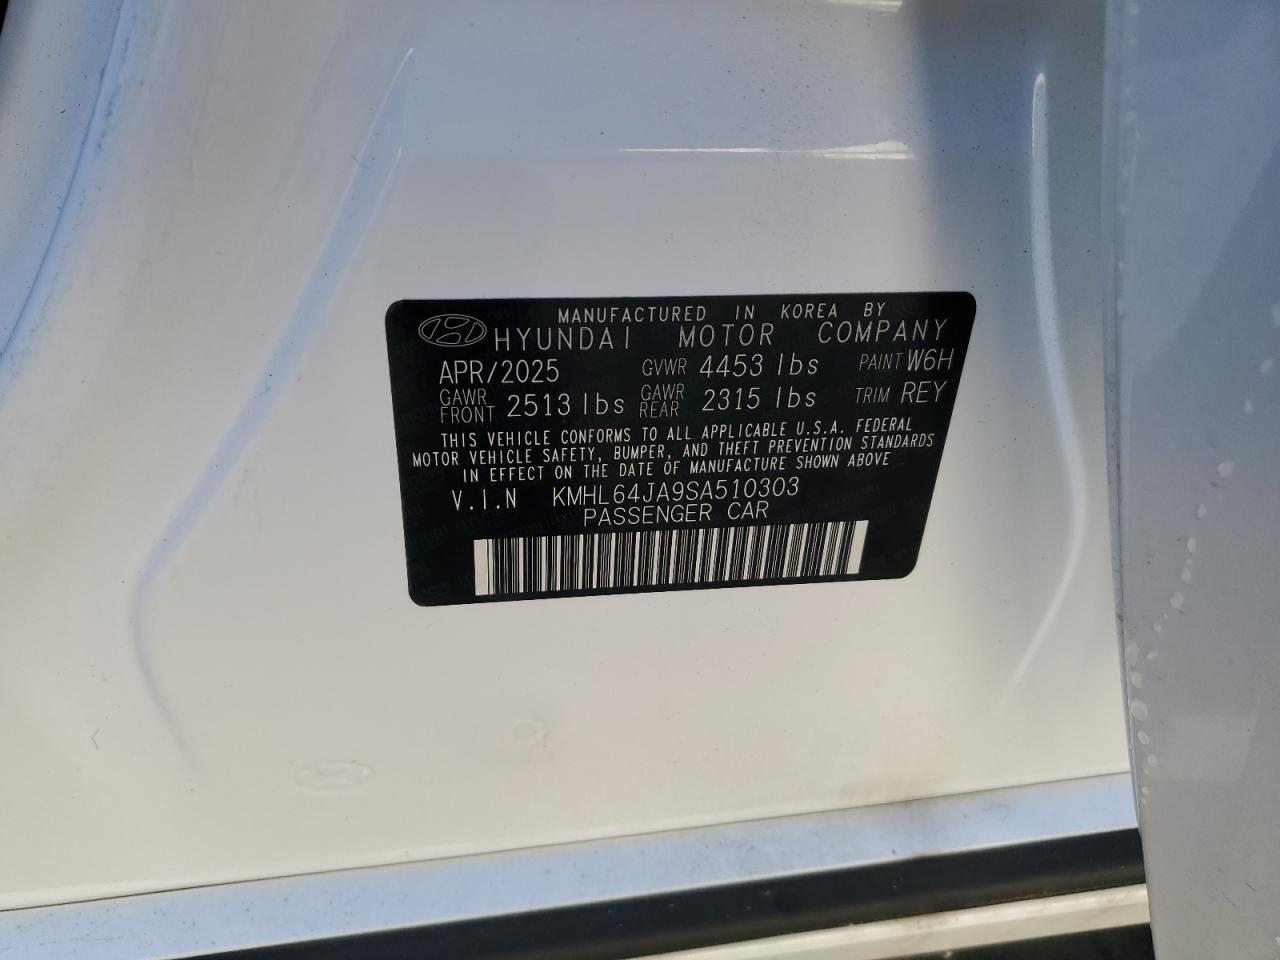 MANUFACTURED IN KOREA BY
HYUNDAI MOTOR COMPANY
APR/2025 GVWR 4453 lbs PAINT W6H
GAWR FRONT 2513 lbs GAWR REAR 2315 lbs TRIM REY
THIS VEHICLE CONFORMS TO ALL APPLICABLE U.S.A. FEDERAL
MOTOR VEHICLE SAFETY, BUMPER, AND THEFT PREVENTION STANDARDS
IN EFFECT ON THE DATE OF MANUFACTURE SHOWN ABOVE
V.I.N KMHL64JA9SA510303
PASSENGER CAR